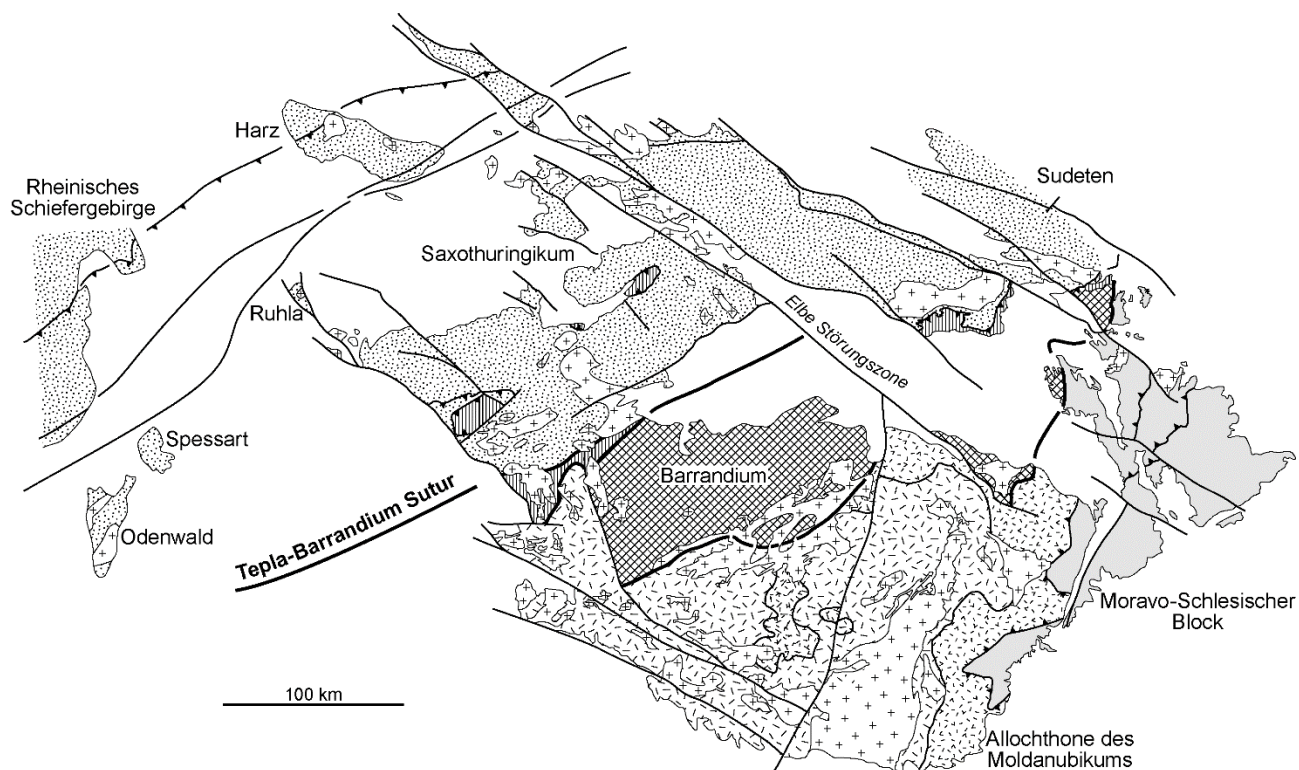 Harz
Rheinisches
Schiefergebirge
Sudeten
Saxothuringikum
Ruhla
Elbe Störungszone
Spessart
Barrandium
Tepla-Barrandium Sutur
Odenwald
Moravo-Schlesischer
Block
100 km
Allochthone des
Moldanubikums